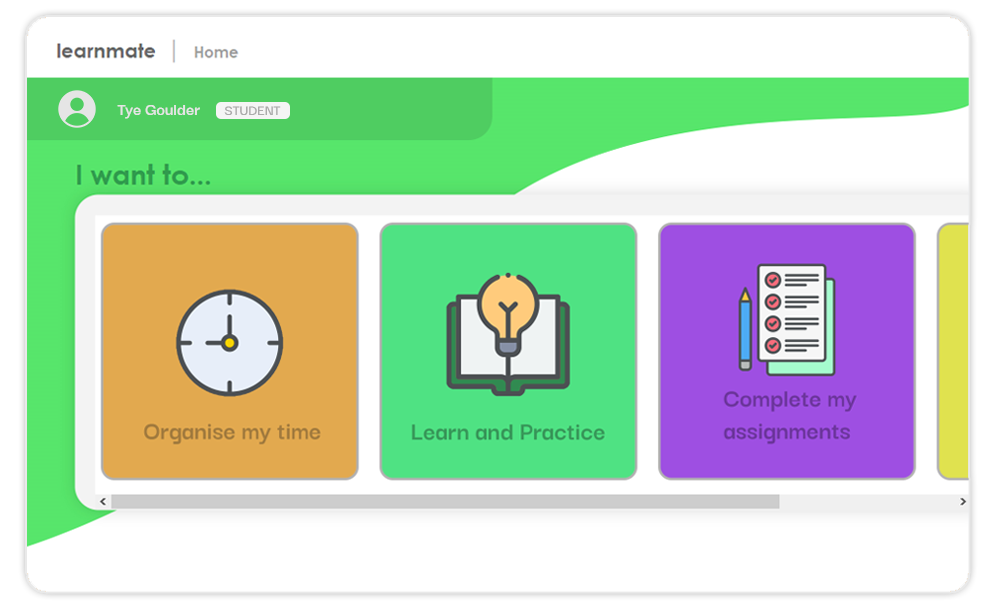 learnmate
Home
Tye Goulder
STUDENT
I want to...
Organise my time
Learn and Practice
Complete my
assignments